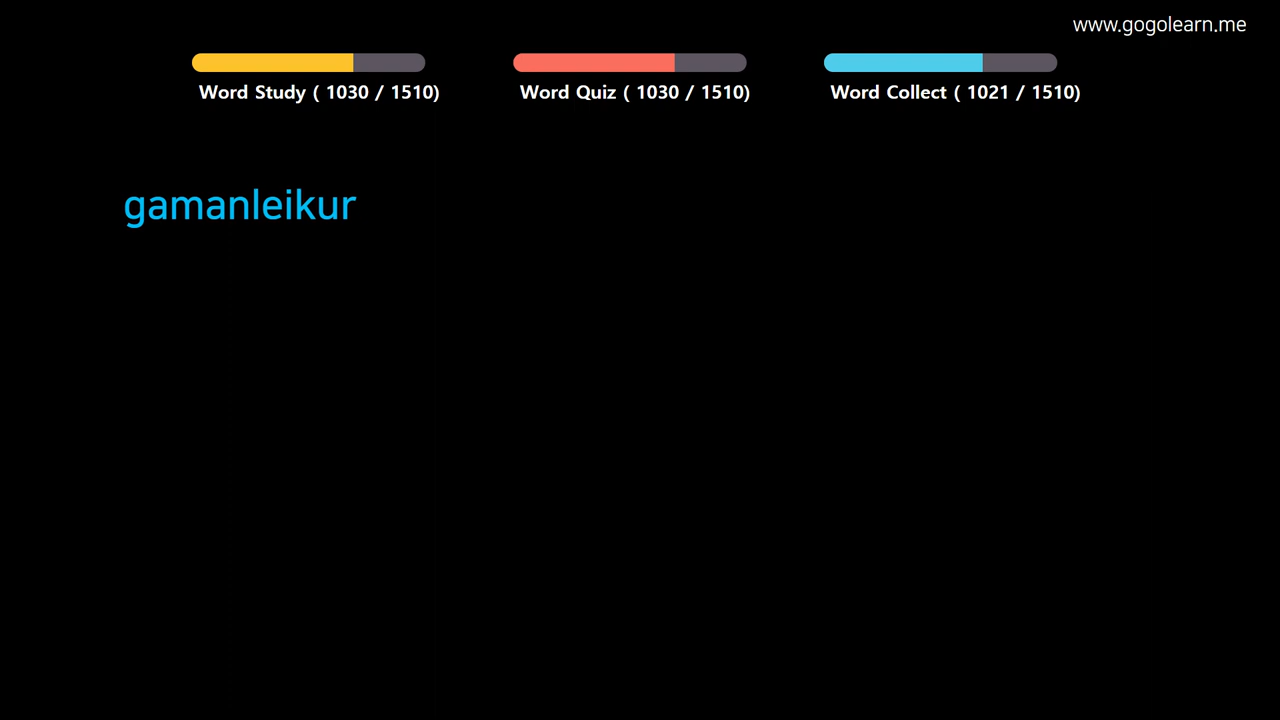 www.gogolearn.me
Word Study ( 1030 / 1510)
Word Quiz ( 1030 / 1510)
Word Collect ( 1021 / 1510)
gamanleikur